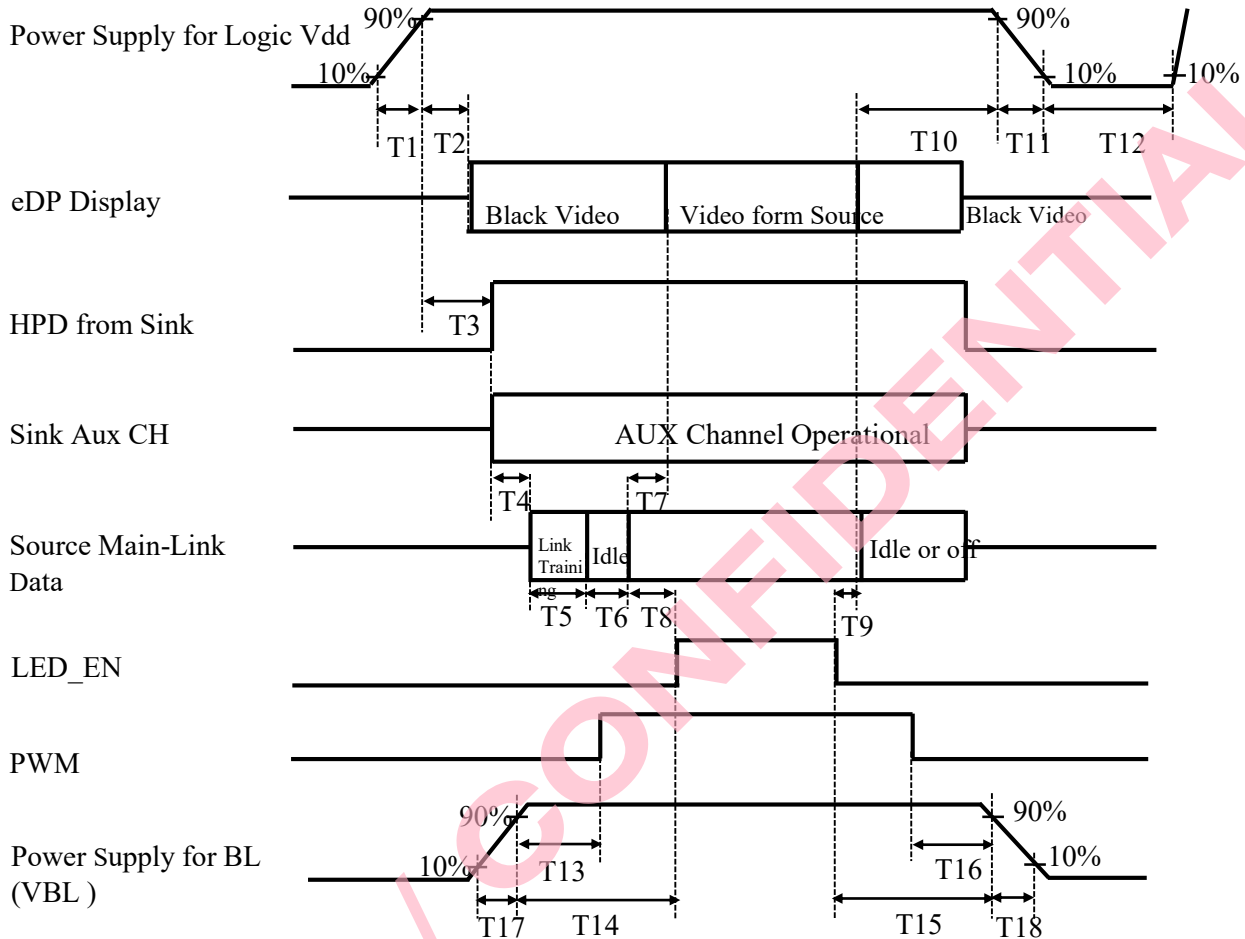 90%
90%
Power Supply for Logic Vdd
10%
10%
10%
T1
T2
T10
T11
T12
eDP Display
Black Video
Video form Source
Black Video
T3
HPD from Sink
Sink Aux CH
AUX Channel Operational
T4
T7
Source Main-Link
Data
Link
Traini
ng
Idle
Idle or off
T5
T6
T8
T9
LED_EN
PWM
90%
90%
Power Supply for BL
(VBL )
10%
T13
T16
10%
T17
T14
T15
T18
/ CONFIDENTIAL